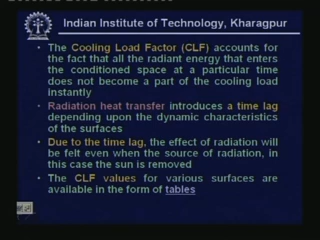 Indian Institute of Technology, Kharagpur
• The Cooling Load Factor (CLF) accounts for
the fact that all the radiant energy that enters
the conditioned space at a particular time
does not become a part of the cooling load
instantly
• Radiation heat transfer introduces a time lag
depending upon the dynamic characteristics
of the surfaces
• Due to the time lag, the effect of radiation will
be felt even when the source of radiation, in
this case the sun is removed
• The CLF values for various surfaces are
available in the form of tables